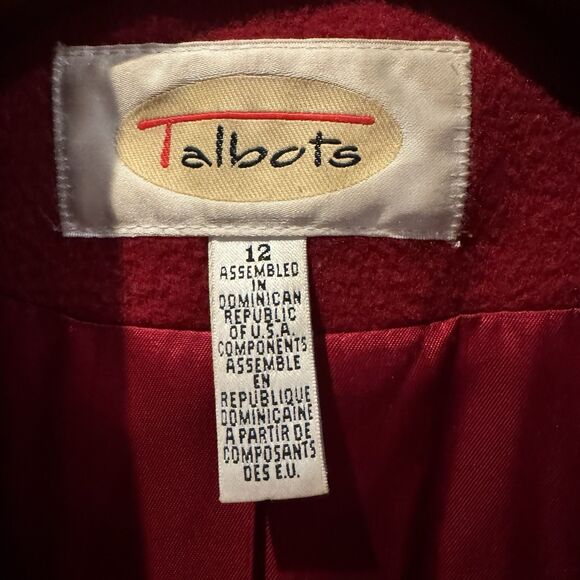 Talbots
12
ASSEMBLED
IN
DOMINICAN
REPUBLIC
OF U.S.A.
COMPONENTS
ASSEMBLE
EN
REPUBLIQUE
DOMINICAINE
A PARTIR DE
COMPOSANTS
DES E.U.